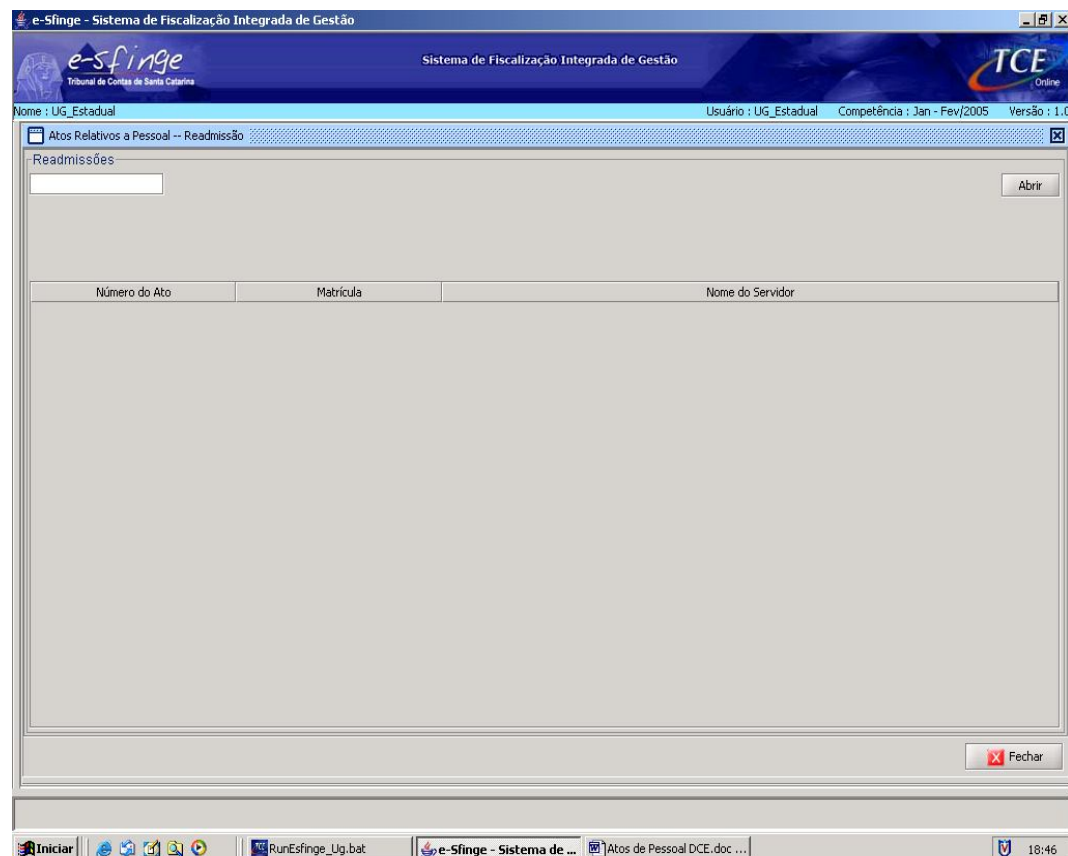 e-Sfinge - Sistema de Fiscalização Integrada de Gestão
e-sfinge
Tribunal de Contas de Santa Catarina
Sistema de Fiscalização Integrada de Gestão
TCE
Online
Nome : UG_Estadual Usuário : UG_Estadual Competência : Jan - Fev/2005 Versão : 1.0
Atos Relativos a Pessoal -- Readmissão
Readmissões
Abrir
Número do Ato Matrícula Nome do Servidor
Fechar
Iniciar RunEsfinge_Ug.bat e-Sfinge - Sistema de ... Atos de Pessoal DCE.doc ... 18:46